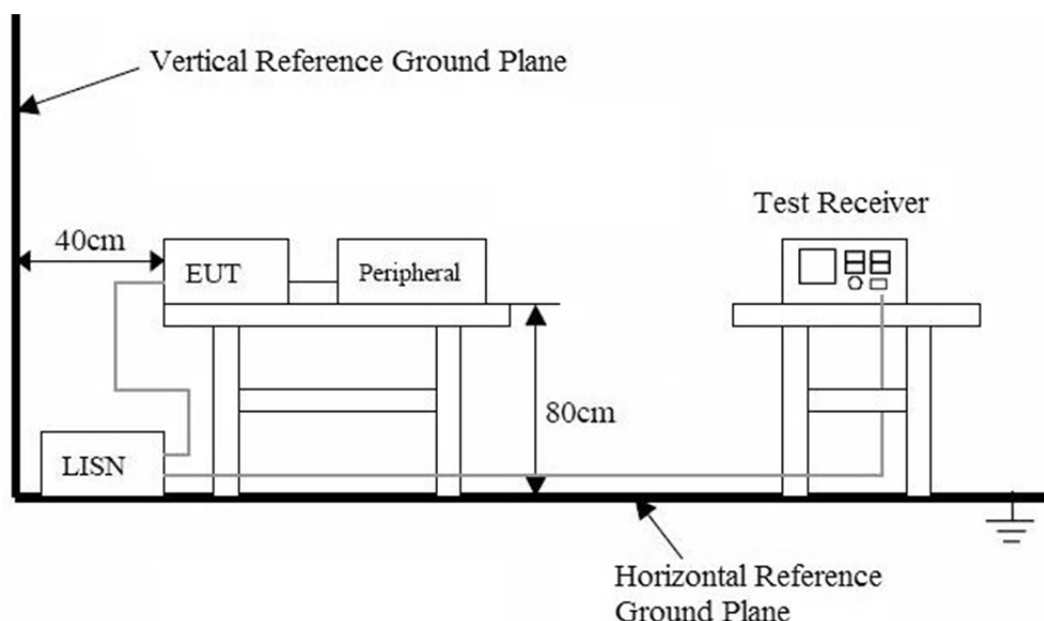 Vertical Reference Ground Plane
Test Receiver
40cm
EUT
Peripheral
80cm
LISN
Horizontal Reference
Ground Plane